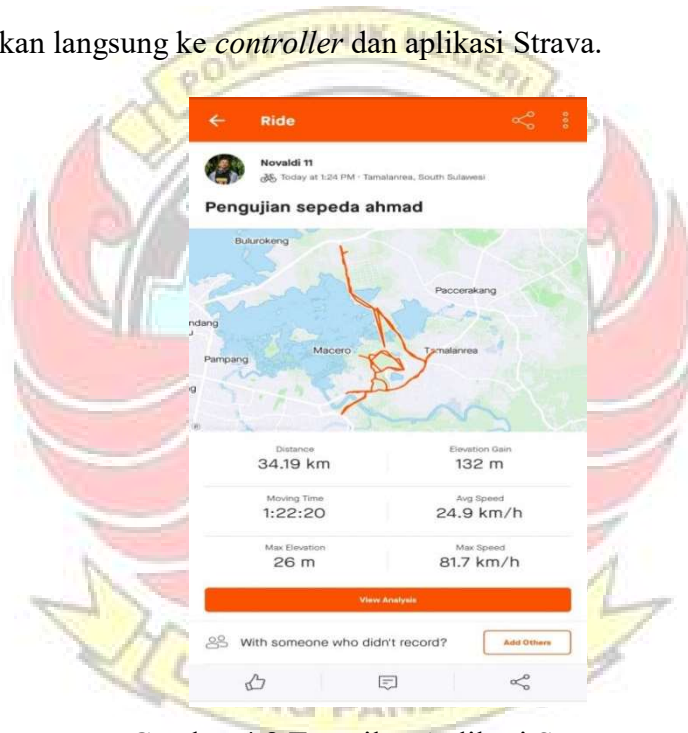 kan langsung ke controller dan aplikasi Strava.
Ride
Novaldi 11
Today at 1:24 PM · Tamalanrea, South Sulawesi
Pengujian sepeda ahmad
Bulurokeng
Paccerakang
ndang
Macero
Tamalanrea
Pampang
Distance
34.19 km
Elevation Gain
132 m
Moving Time
1:22:20
Avg Speed
24.9 km/h
Max Elevation
26 m
Max Speed
81.7 km/h
View Analysis
With someone who didn't record?
Add Others